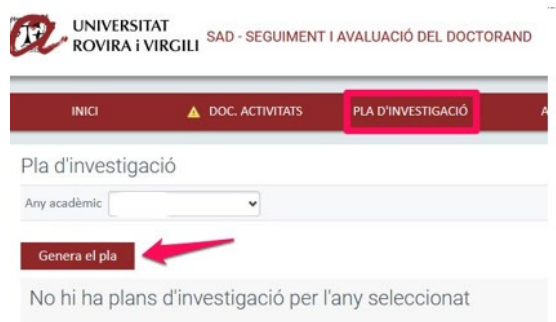 UNIVERSITAT
ROVIRA i VIRGILI
SAD - SEGUIMENT I AVALUACIÓ DEL DOCTORAND
INICI
DOC. ACTIVITATS
PLA D'INVESTIGACIÓ
A
Pla d'investigació
Any acadèmic
Genera el pla
No hi ha plans d'investigació per l'any seleccionat